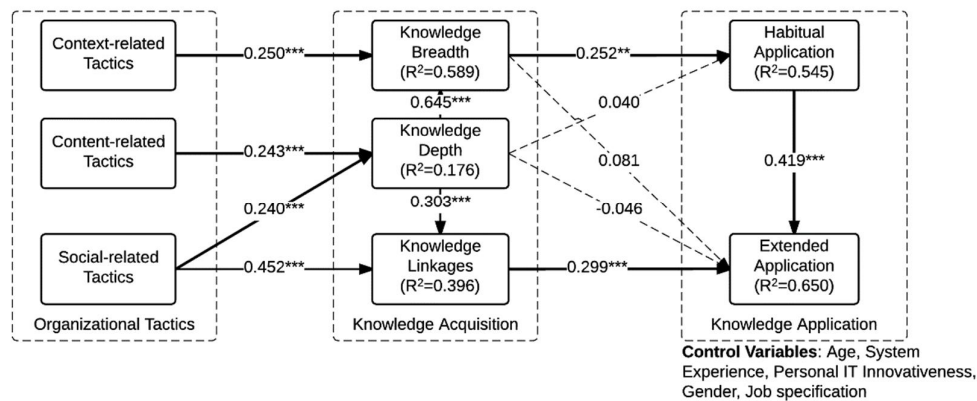 Context-related
Tactics
0.250***
Knowledge
Breadth
(R²=0.589)
0.252**
Habitual
Application
(R²=0.545)
0.645***
0.040
Content-related
Tactics
0.243***
Knowledge
Depth
(R²=0.176)
0.081
0.419***
0.240***
0.303***
-0.046
Social-related
Tactics
0.452***
Knowledge
Linkages
(R²=0.396)
0.299***
Extended
Application
(R²=0.650)
Organizational Tactics
Knowledge Acquisition
Knowledge Application
Control Variables: Age, System
Experience, Personal IT Innovativeness,
Gender, Job specification